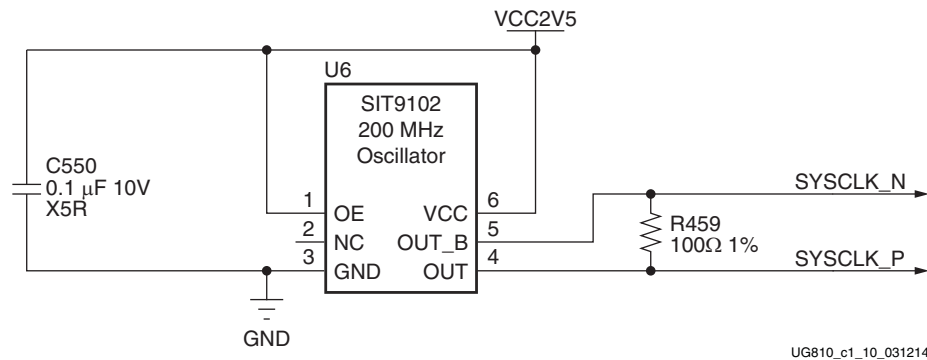 VCC2V5
U6
SIT9102
200 MHz
Oscillator
C550
0.1 μF 10V
X5R
1 OE
2 NC
3 GND
VCC 6
OUT_B 5
OUT 4
SYSCLK_N
R459
100Ω 1%
SYSCLK_P
GND
UG810_c1_10_031214